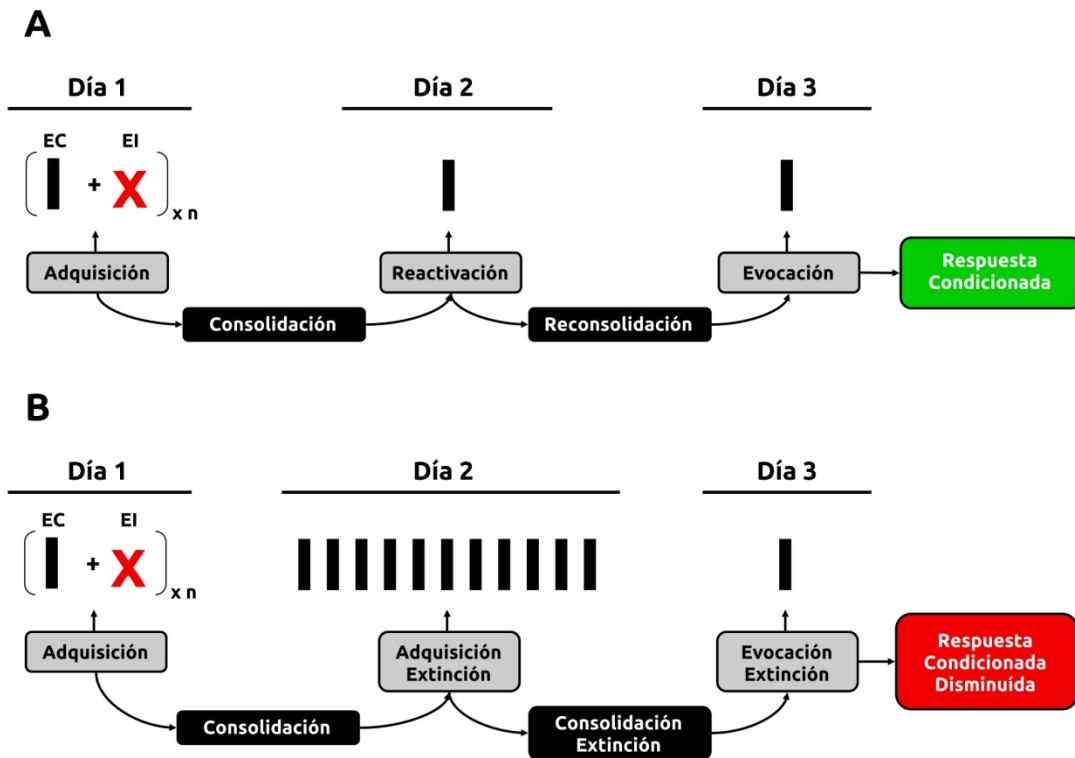 A
Día 1
Día 2
Día 3
EC
EI
+
X
x n
Adquisición
Reactivación
Evocación
Respuesta
Condicionada
Consolidación
Reconsolidación
B
Día 1
Día 2
Día 3
EC
EI
+
X
x n
Adquisición
Adquisición
Extinción
Evocación
Extinción
Respuesta
Condicionada
Disminuída
Consolidación
Consolidación
Extinción